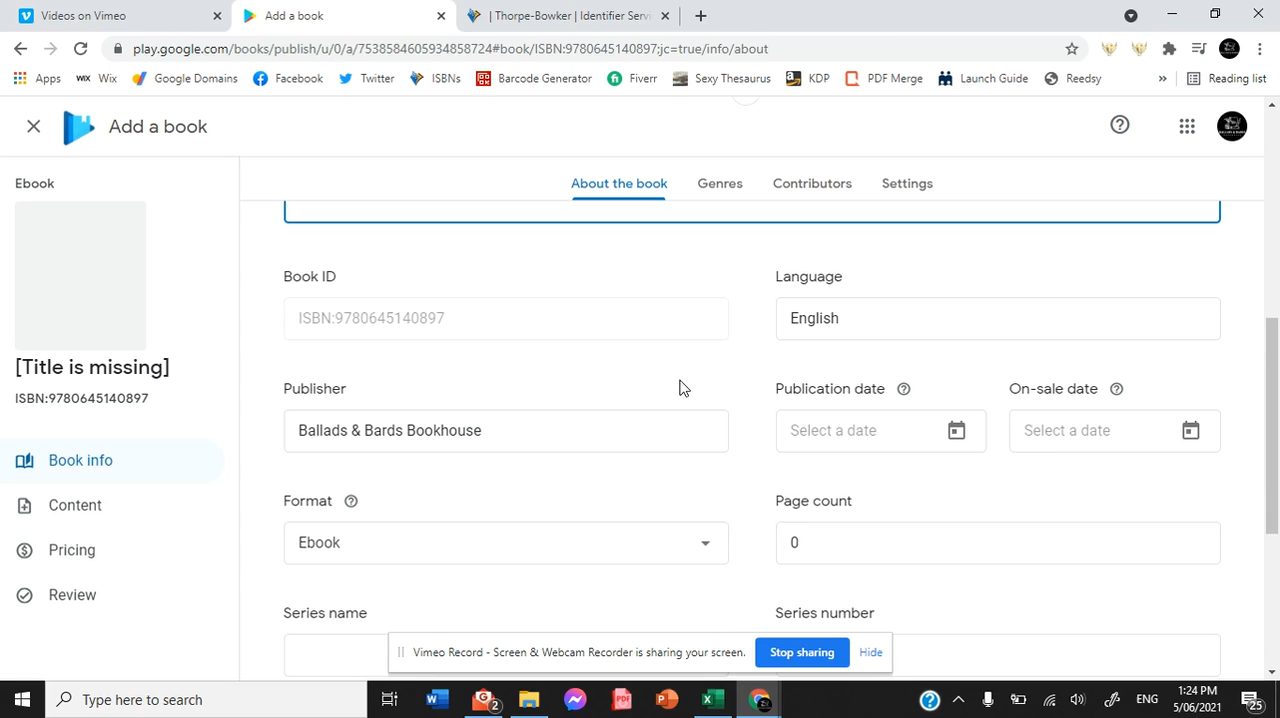 Videos on Vimeo
Add a book
| Thorpe-Bowker | Identifier Serv
play.google.com/books/publish/u/0/a/7538584605934858724#book/ISBN:9780645140897;jc=true/info/about
Apps
Wix
Google Domains
Facebook
Twitter
ISBNs
Barcode Generator
Fiverr
Sexy Thesaurus
KDP
PDF Merge
Launch Guide
Reedsy
»
Reading list
Add a book
Ebook
About the book
Genres
Contributors
Settings
Book ID
Language
ISBN:9780645140897
English
[Title is missing]
ISBN:9780645140897
Publisher
Publication date
On-sale date
Ballads & Bards Bookhouse
Select a date
Select a date
Book info
Content
Pricing
Review
Format
Page count
Ebook
0
Series name
Series number
Vimeo Record - Screen & Webcam Recorder is sharing your screen.
Stop sharing
Hide
Type here to search
2
ENG
1:24 PM
5/06/2021
25